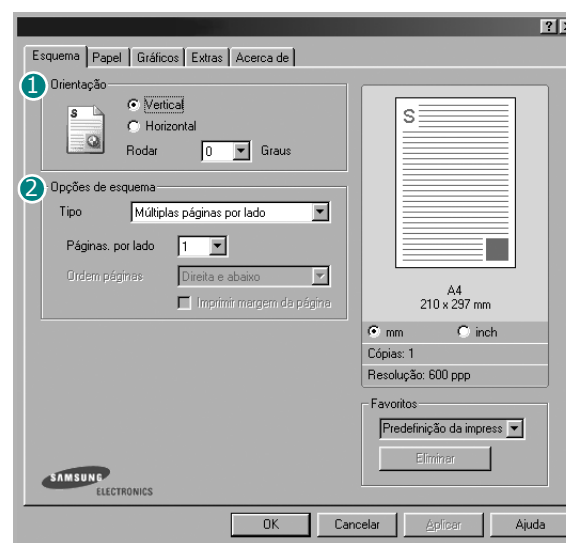 ?
Esquema Papel Gráficos Extras Acerca de
1 Orientação
S
Vertical
Horizontal
Rodar 0 Graus
2 Opções de esquema
Tipo Múltiplas páginas por lado
Páginas. por lado 1
Ordem páginas Direita e abaixo
Imprimir margem da página
S
A4
210 x 297 mm
mm inch
Cópias: 1
Resolução: 600 ppp
Favoritos
Predefinição da impress
Eliminar
SAMSUNG
ELECTRONICS
OK Cancelar Aplicar Ajuda